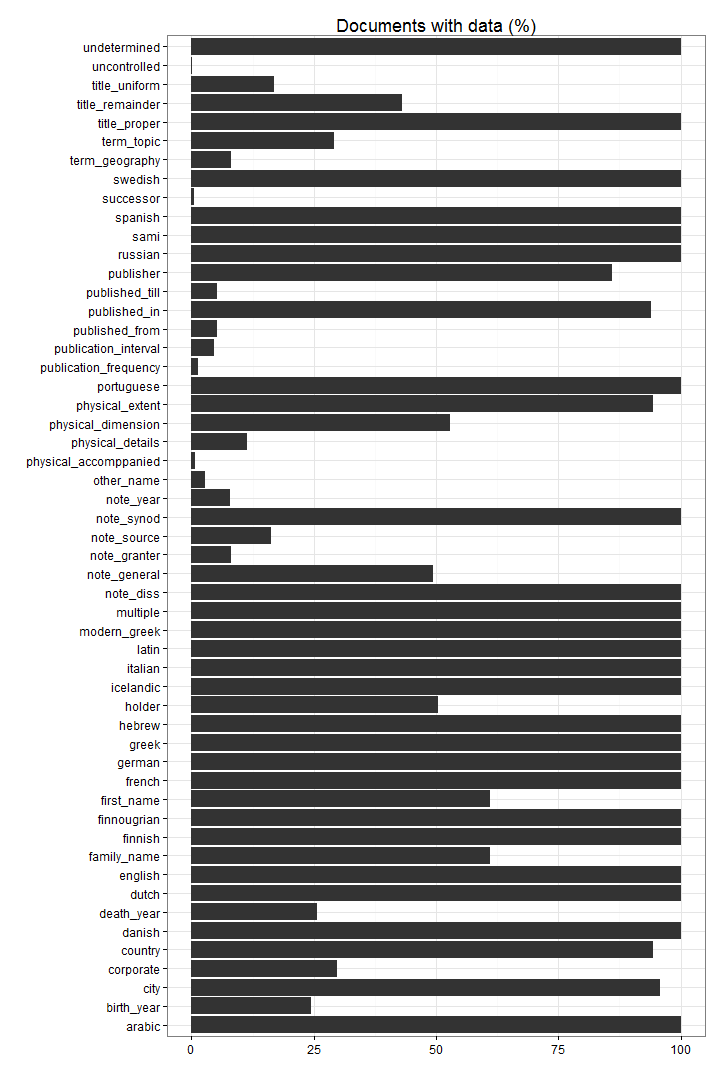 Documents with data (%)
undetermined
uncontrolled
title_uniform
title_remainder
title_proper
term_topic
term_geography
swedish
successor
spanish
sami
russian
publisher
published_till
published_in
published_from
publication_interval
publication_frequency
portuguese
physical_extent
physical_dimension
physical_details
physical_accomppanied
other_name
note_year
note_synod
note_source
note_granter
note_general
note_diss
multiple
modern_greek
latin
italian
icelandic
holder
hebrew
greek
german
french
first_name
finnougrian
finnish
family_name
english
dutch
death_year
danish
country
corporate
city
birth_year
arabic
0 25 50 75 100